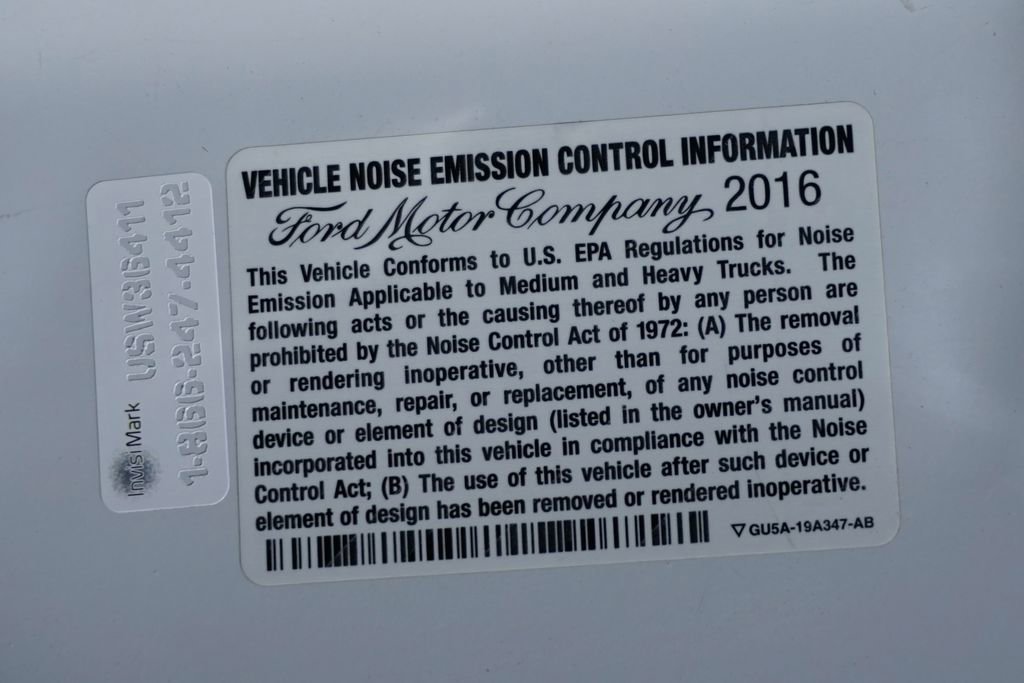 VEHICLE NOISE EMISSION CONTROL INFORMATION
Ford Motor Company 2016
This Vehicle Conforms to U.S. EPA Regulations for Noise
Emission Applicable to Medium and Heavy Trucks. The
following acts or the causing thereof by any person are
prohibited by the Noise Control Act of 1972: (A) The removal
or rendering inoperative, other than for purposes of
maintenance, repair, or replacement, of any noise control
device or element of design (listed in the owner's manual)
incorporated into this vehicle in compliance with the Noise
Control Act; (B) The use of this vehicle after such device or
element of design has been removed or rendered inoperative.
GU5A-19A347-AB
InVISI Mark USW36411
1-866-247-4412